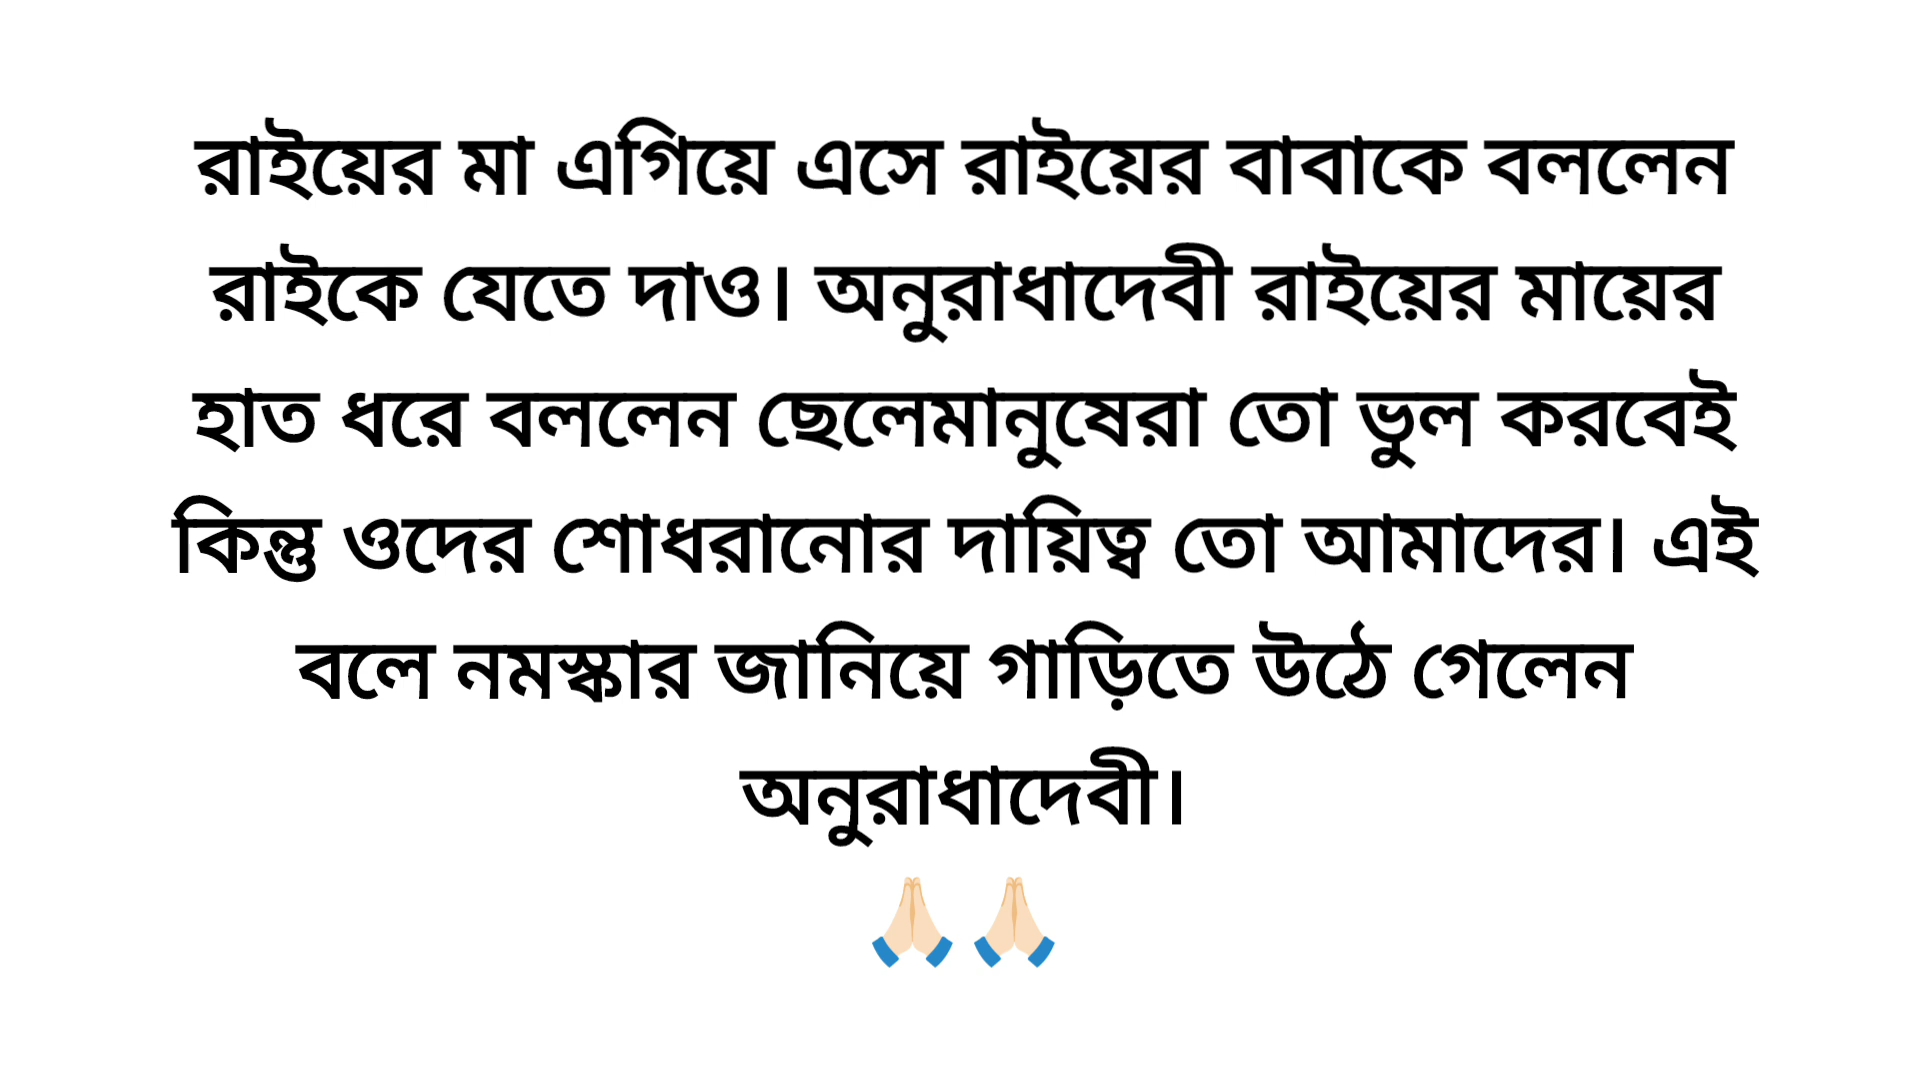 রাইয়ের মা এগিয়ে এসে রাইয়ের বাবাকে বললেন
রাইকে যেতে দাও। অনুরাধাদেবী রাইয়ের মায়ের
হাত ধরে বললেন ছেলেমানুষেরা তো ভুল করবেই
কিন্তু ওদের শোধরানোর দায়িত্ব তো আমাদের। এই
বলে নমস্কার জানিয়ে গাড়িতে উঠে গেলেন
অনুরাধাদেবী।
🙏🏻🙏🏻